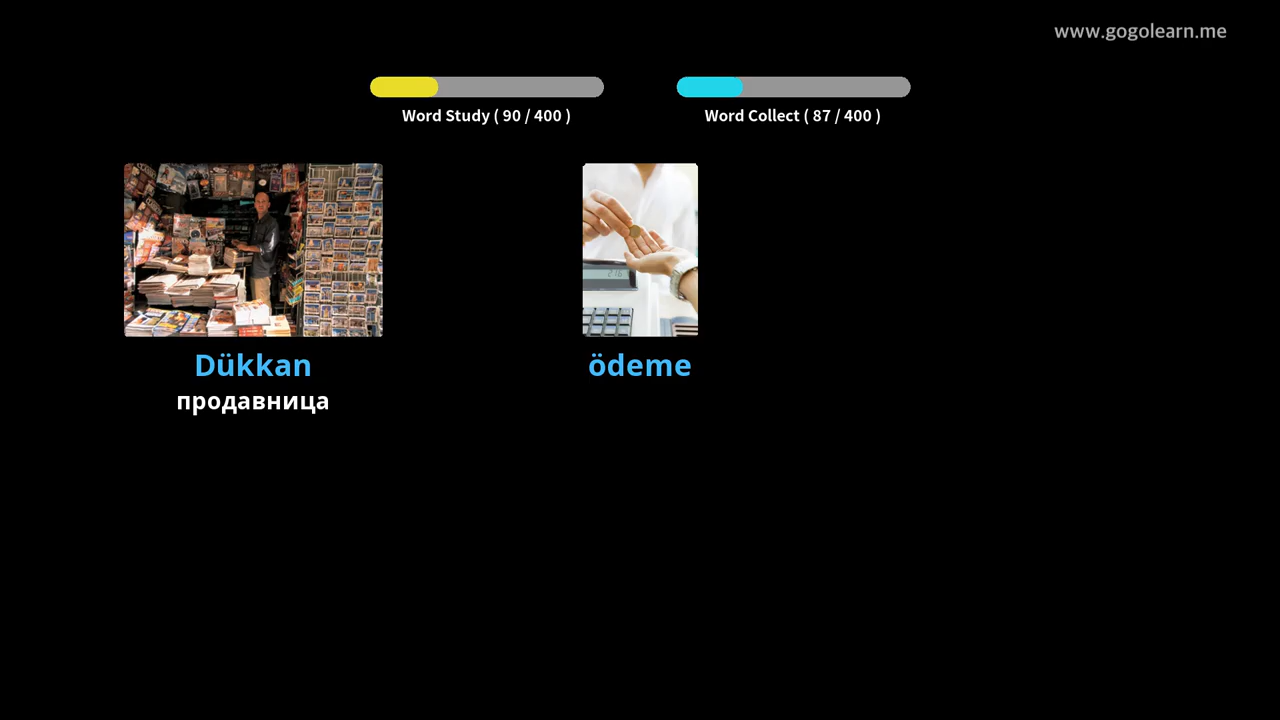 www.gogolearn.me
Word Study ( 90 / 400 )
Word Collect ( 87 / 400 )
Dükkan
ödeme
продавница